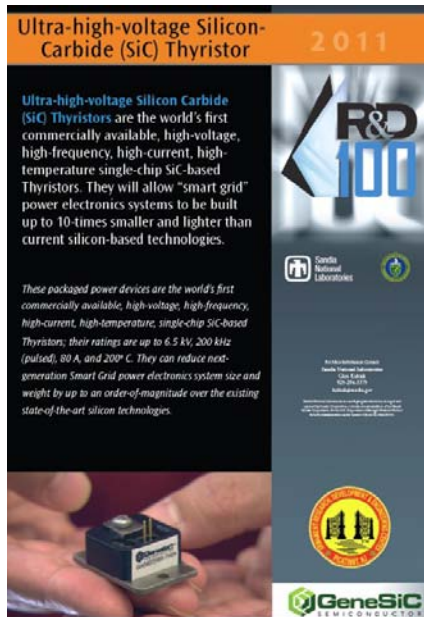 Ultra-high-voltage Silicon-
Carbide (SiC) Thyristor
2011
Ultra-high-voltage Silicon Carbide
(SiC) Thyristors are the world's first
commercially available, high-voltage,
high-frequency, high-current, high-
temperature single-chip SiC-based
Thyristors. They will allow "smart grid"
power electronics systems to be built
up to 10-times smaller and lighter than
current silicon-based technologies.
These packaged power devices are the world's first
commercially available, high-voltage, high-frequency,
high-current, high-temperature, single-chip SiC-based
Thyristors; their ratings are up to 6.5 kV, 200 kHz
(pulsed), 80 A, and 200º C. They can reduce next-
generation Smart Grid power electronics system size and
weight by up to an order-of-magnitude over the existing
state-of-the-art silicon technologies.
R&D
100
Sandia
National
Laboratories
Sandia National Laboratories
GeneSiC
GeneSiC
SEMICONDUCTOR